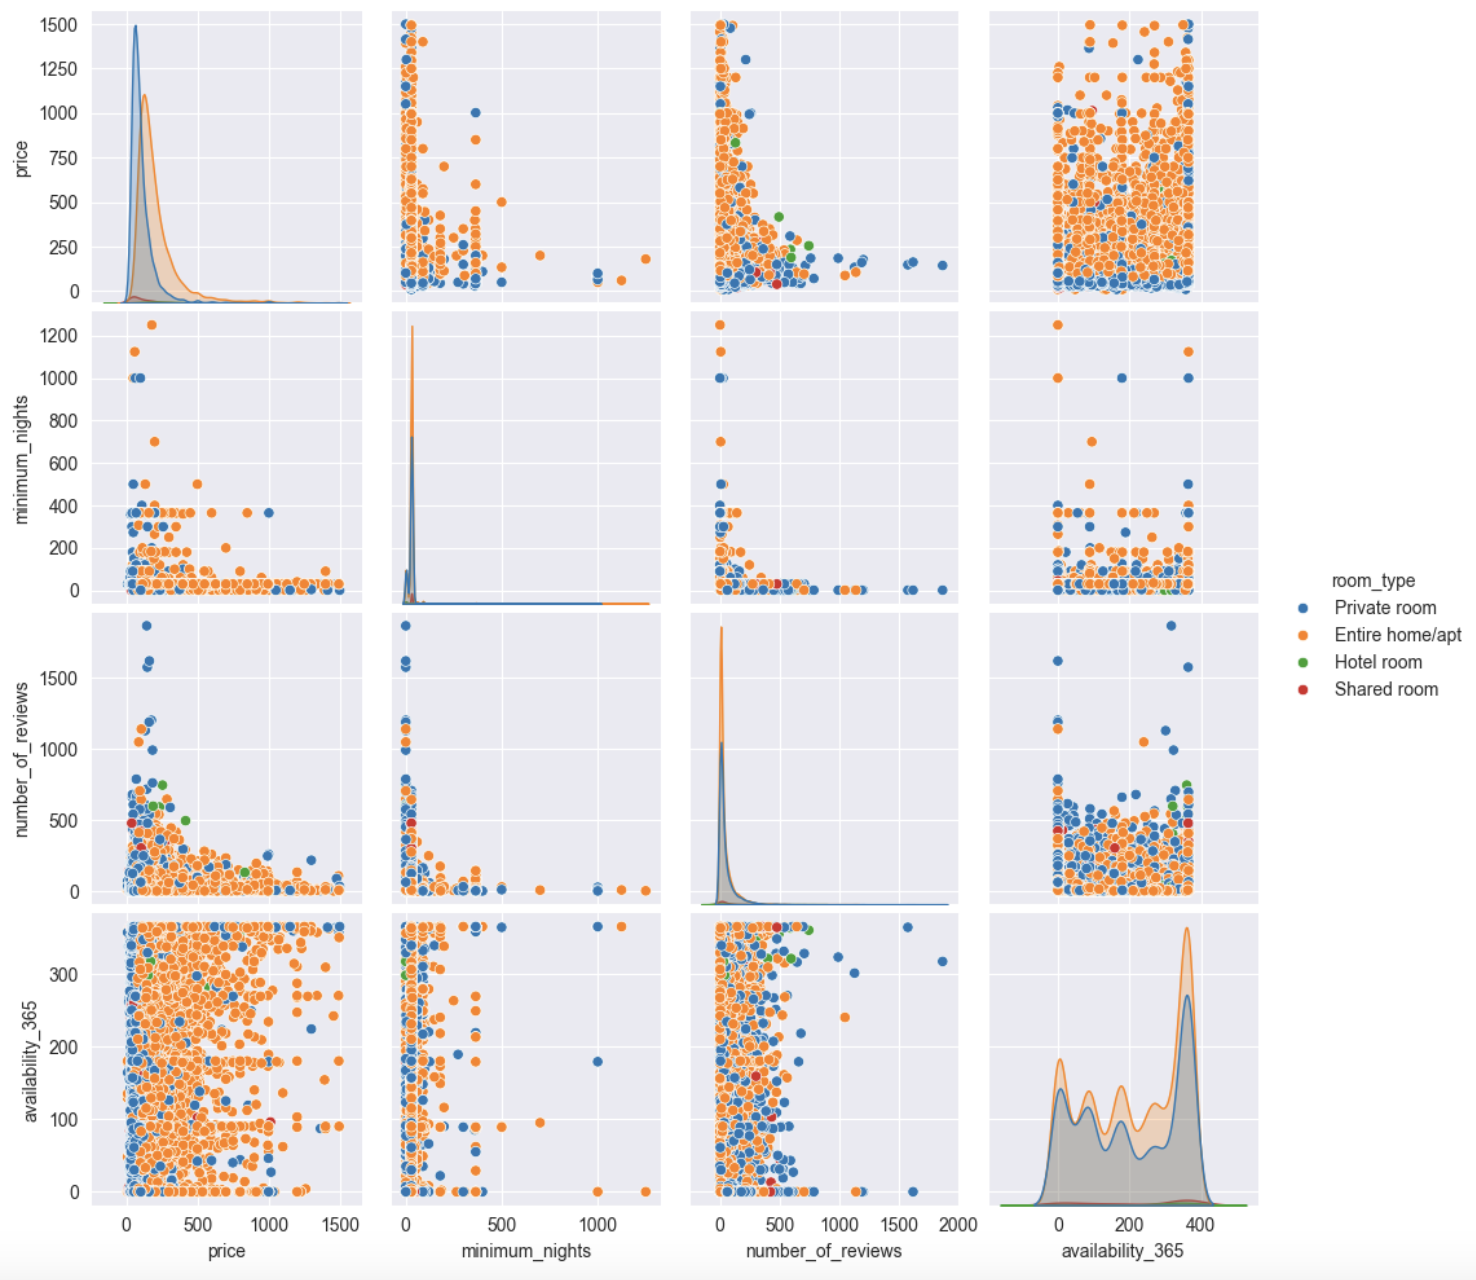 1500
1250
1000
750
500
250
0
price
1200
1000
800
600
400
200
0
minimum_nights
room_type
Private room
Entire home/apt
Hotel room
Shared room
1500
1000
500
0
number_of_reviews
300
200
100
0
availability_365
0 500 1000 1500
0 500 1000
0 500 1000 1500 2000
0 200 400
price
minimum_nights
number_of_reviews
availability_365